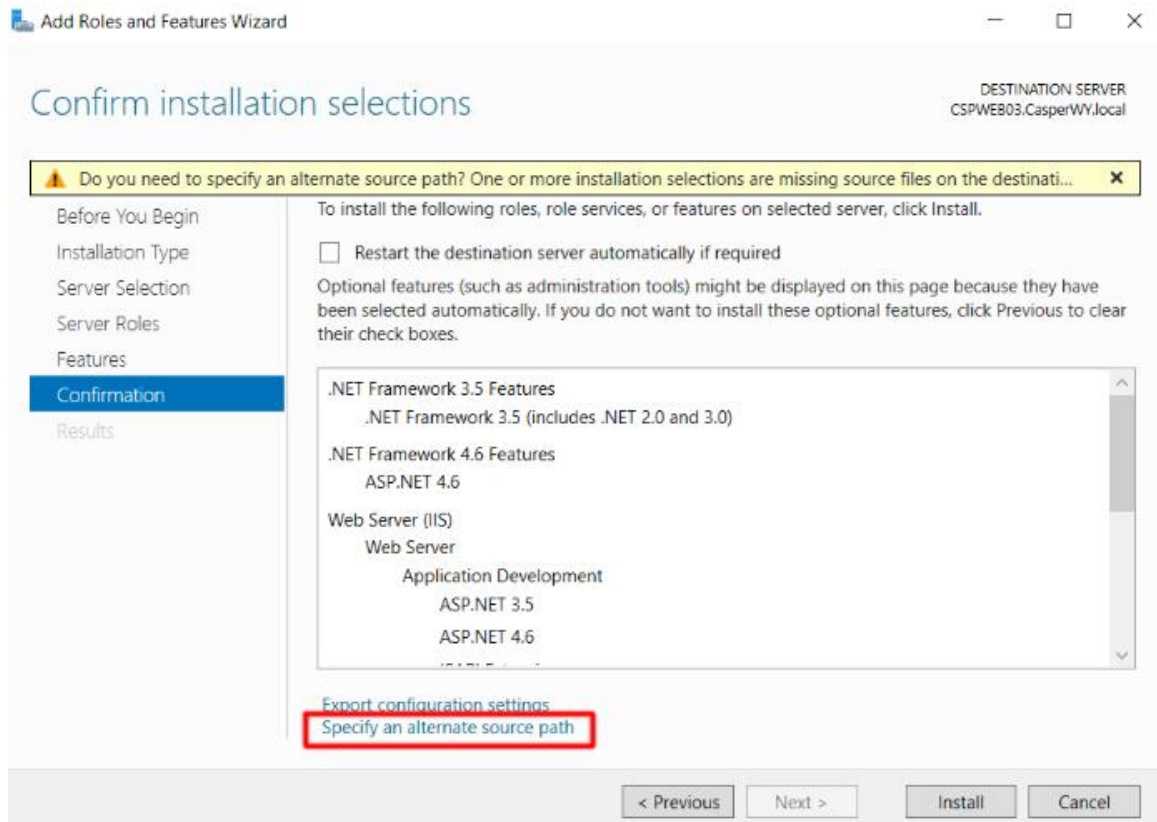 Add Roles and Features Wizard
Confirm installation selections
DESTINATION SERVER
CSPWEB03.CasperWY.local
Do you need to specify an alternate source path? One or more installation selections are missing source files on the destinati...
Before You Begin
Installation Type
Server Selection
Server Roles
Features
Confirmation
Results
To install the following roles, role services, or features on selected server, click Install.
Restart the destination server automatically if required
Optional features (such as administration tools) might be displayed on this page because they have
been selected automatically. If you do not want to install these optional features, click Previous to clear
their check boxes.
.NET Framework 3.5 Features
.NET Framework 3.5 (includes .NET 2.0 and 3.0)
.NET Framework 4.6 Features
ASP.NET 4.6
Web Server (IIS)
Web Server
Application Development
ASP.NET 3.5
ASP.NET 4.6
Export configuration settings
Specify an alternate source path
< Previous
Next >
Install
Cancel